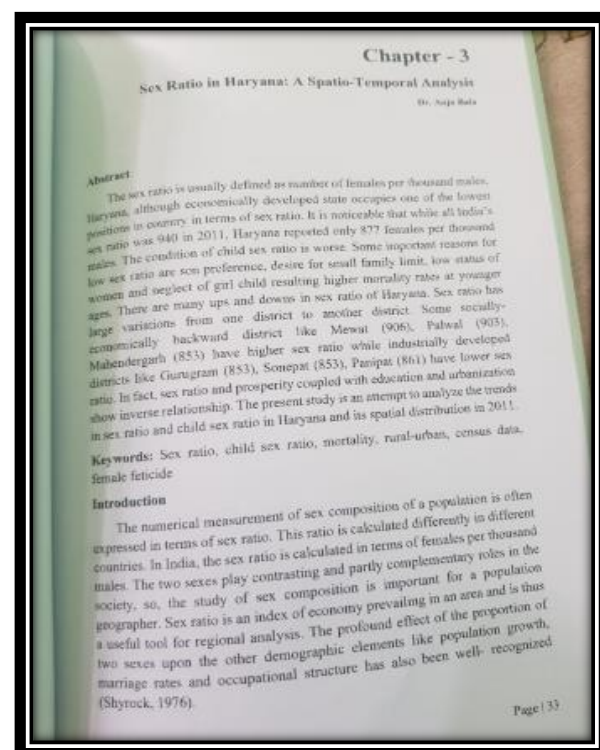 Chapter - 3
Sex Ratio in Haryana: A Spatio-Temporal Analysis
Dr. Anju Bala
Abstract
The sex ratio is usually defined as number of females per thousand males.
Haryana, although economically developed state occupies one of the lowest
positions in country in terms of sex ratio. It is noticeable that while all India's
sex ratio was 940 in 2011, Haryana reported only 877 females per thousand
males. The condition of child sex ratio is worse. Some important reasons for
low sex ratio are son preference, desire for small family limit, low status of
women and neglect of girl child resulting higher mortality rates at younger
ages. There are many ups and downs in sex ratio of Haryana. Sex ratio has
large variations from one district to another district. Some socially-
economically backward district like Mewat (906), Palwal (903),
Mahendergarh (853) have higher sex ratio while industrially developed
districts like Gurugram (853), Sonepat (853), Panipat (861) have lower sex
ratio. In fact, sex ratio and prosperity coupled with education and urbanization
show inverse relationship. The present study is an attempt to analyze the trends
in sex ratio and child sex ratio in Haryana and its spatial distribution in 2011.
Keywords: Sex ratio, child sex ratio, mortality, rural-urban, census data,
female feticide
Introduction
The numerical measurement of sex composition of a population is often
expressed in terms of sex ratio. This ratio is calculated differently in different
countries. In India, the sex ratio is calculated in terms of females per thousand
males. The two sexes play contrasting and partly complementary roles in the
society, so, the study of sex composition is important for a population
geographer. Sex ratio is an index of economy prevailing in an area and is thus
a useful tool for regional analysis. The profound effect of the proportion of
two sexes upon the other demographic elements like population growth,
marriage rates and occupational structure has also been well- recognized
(Shyrock, 1976).
Page | 33